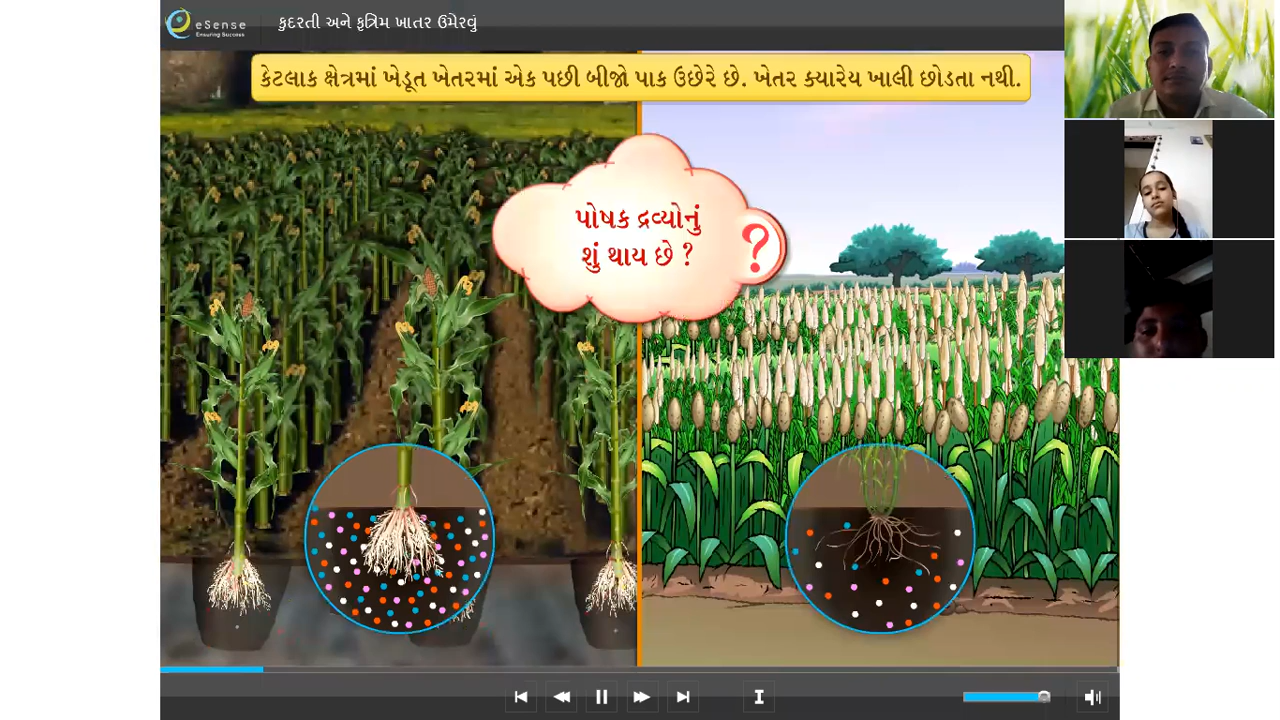 eSense
Ensuring Success
કુદરતી અને કૃત્રિમ ખાતર ઉમેરવું
કેટલાક ક્ષેત્રમાં ખેડૂત ખેતરમાં એક પછી બીજો પાક ઉછેરે છે. ખેતર ક્યારેય ખાલી છોડતા નથી.
પોષક દ્રવ્યોનું
શું થાય છે ?
?